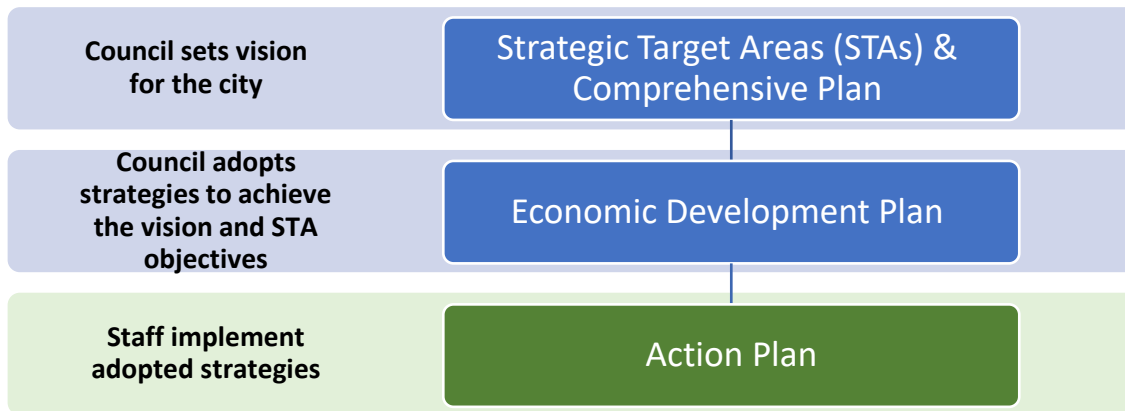 Council sets vision
for the city
Strategic Target Areas (STAs) &
Comprehensive Plan
Council adopts
strategies to achieve
the vision and STA
objectives
Economic Development Plan
Staff implement
adopted strategies
Action Plan